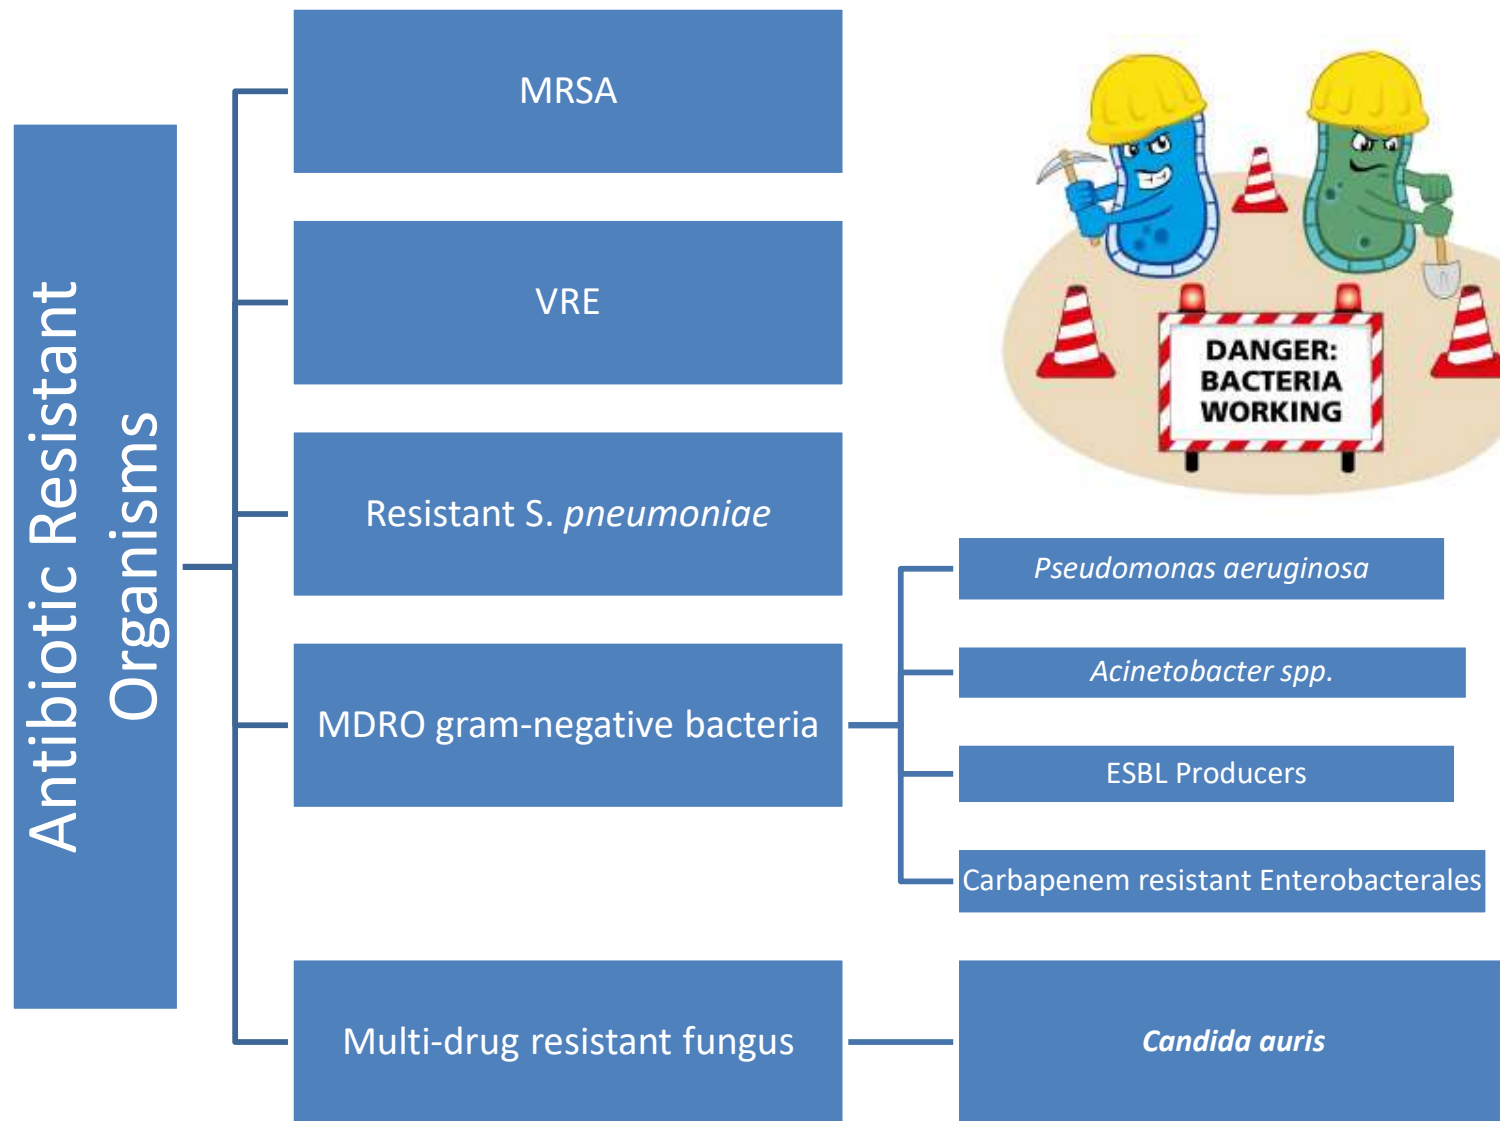 Antibiotic Resistant
Organisms
MRSA
VRE
Resistant S. pneumoniae
MDRO gram-negative bacteria
Multi-drug resistant fungus
DANGER:
BACTERIA
WORKING
Pseudomonas aeruginosa
Acinetobacter spp.
ESBL Producers
Carbapenem resistant Enterobacterales
Candida auris